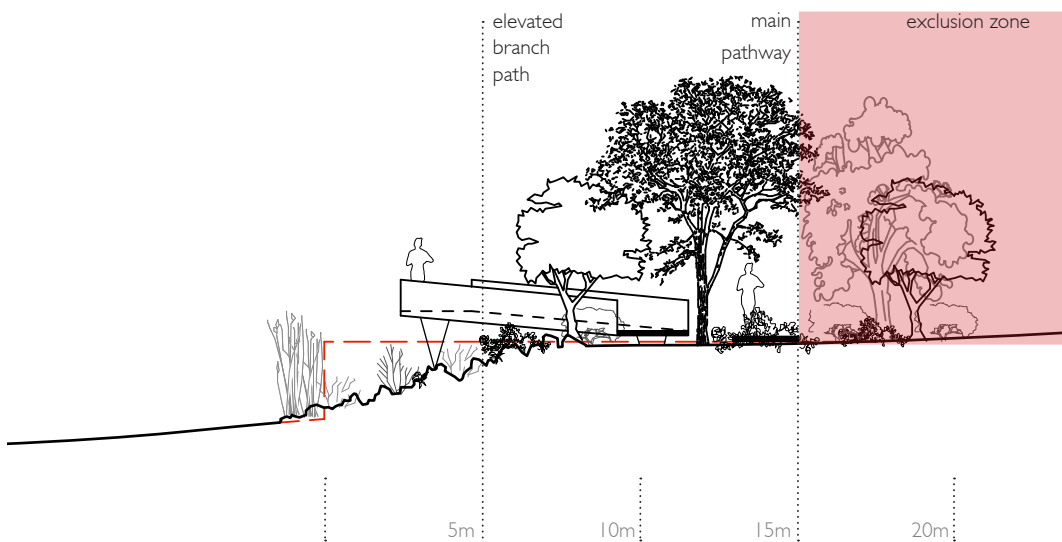 elevated
branch
path
main
pathway
exclusion zone
5m
10m
15m
20m